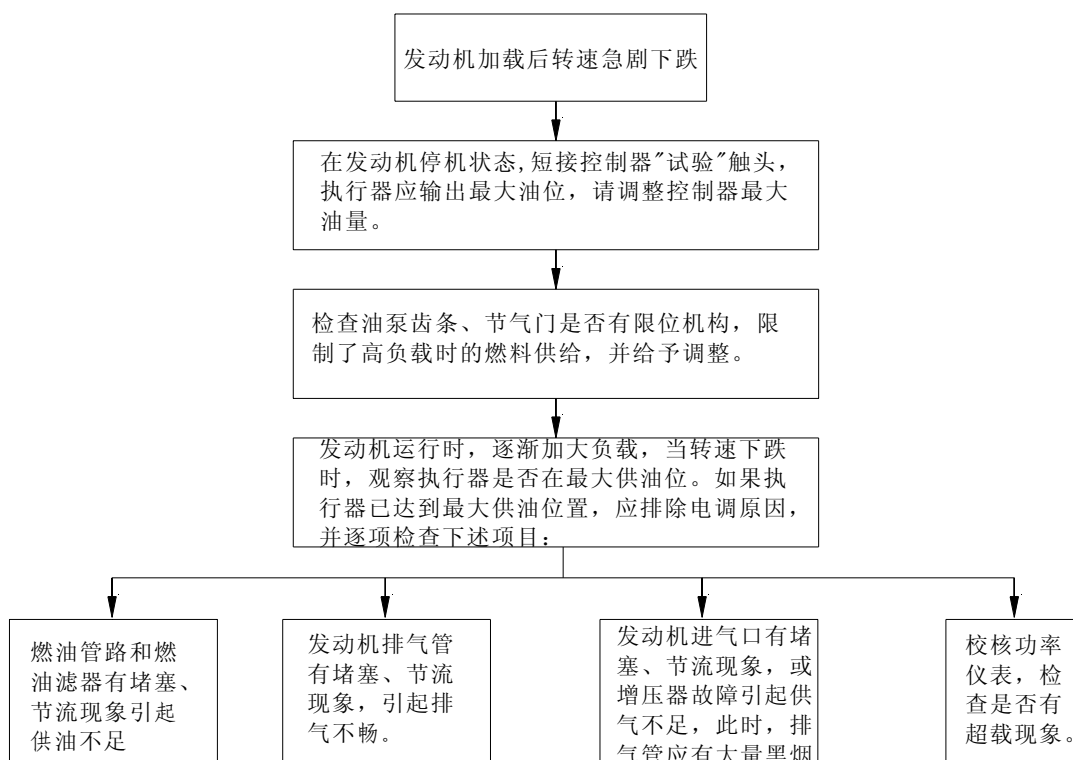 发动机加载后转速急剧下跌
在发动机停机状态,短接控制器"试验"触头,
执行器应输出最大油位，请调整控制器最大
油量。
检查油泵齿条、节气门是否有限位机构，限
制了高负载时的燃料供给，并给予调整。
发动机运行时，逐渐加大负载，当转速下跌
时，观察执行器是否在最大供油位。如果执
行器已达到最大供油位置，应排除电调原因，
并逐项检查下述项目：
燃油管路和燃
油滤器有堵塞、
节流现象引起
供油不足
发动机排气管
有堵塞、节流
现象，引起排
气不畅。
发动机进气口有堵
塞、节流现象，或
增压器故障引起供
气不足，此时，排
气管应有大量黑烟
校核功率
仪表，检
查是否有
超载现象。